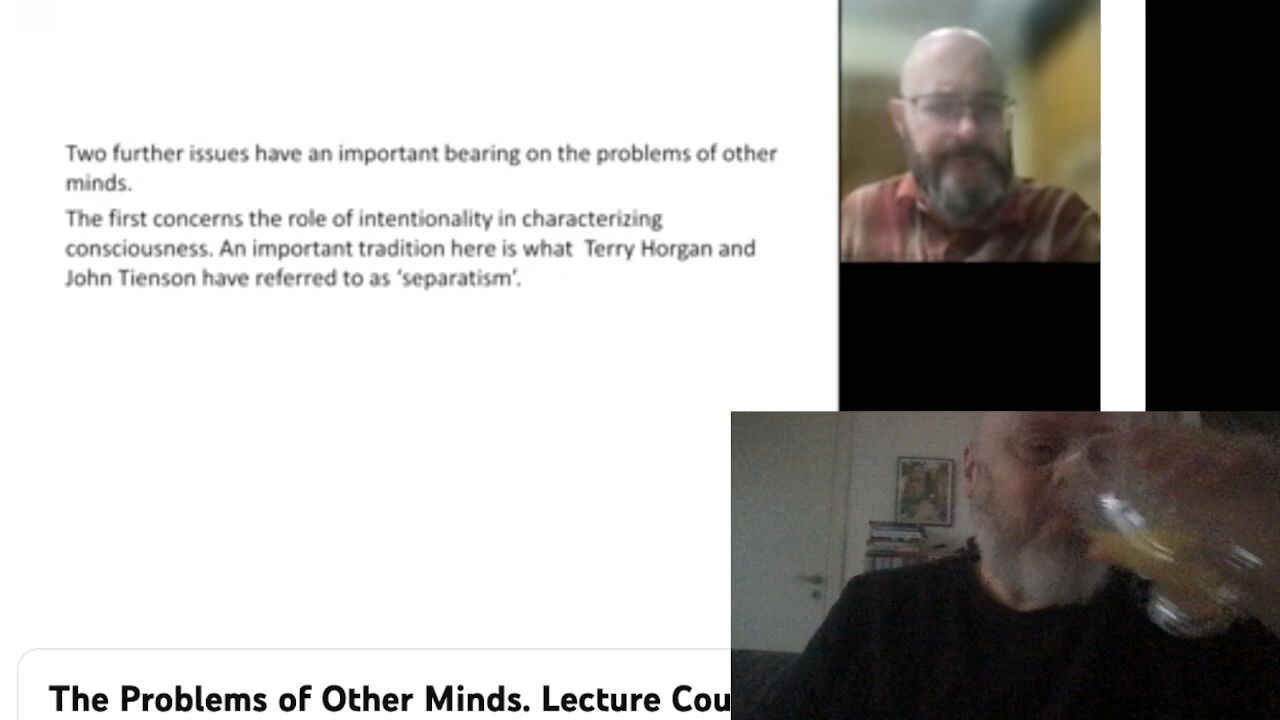 Two further issues have an important bearing on the problems of other
minds.
The first concerns the role of intentionality in characterizing
consciousness. An important tradition here is what Terry Horgan and
John Tienson have referred to as ‘separatism’.
The Problems of Other Minds. Lecture Cou